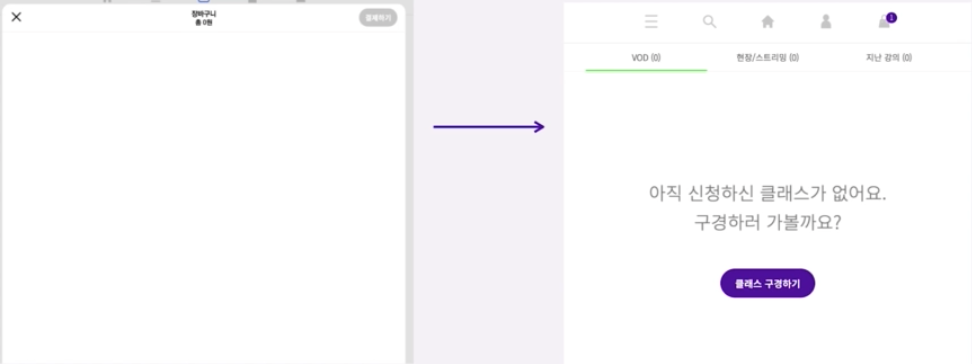 장바구니
총 0원
결제하기
1
VOD (0)
현장/스트리밍 (0)
지난 강의 (0)
아직 신청하신 클래스가 없어요.
구경하러 가볼까요?
클래스 구경하기